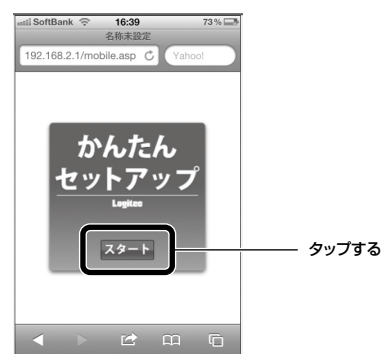 SoftBank 16:39 73%
名称未設定
192.168.2.1/mobile.asp Yahoo!
かんたん
セットアップ
Logitec
スタート
タップする